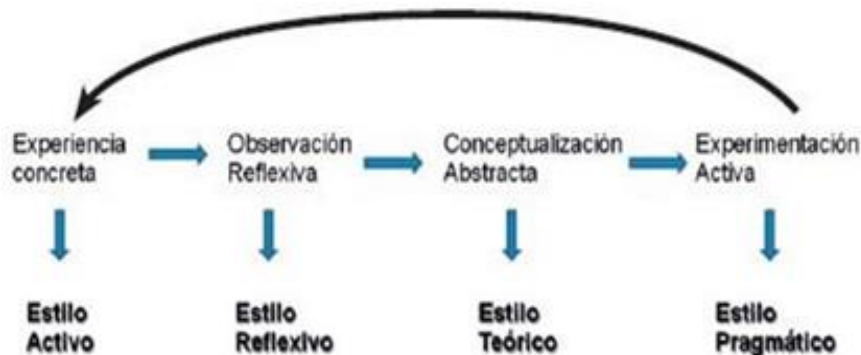 Experiencia
concreta
Observación
Reflexiva
Conceptualización
Abstracta
Experimentación
Activa
Estilo
Activo
Estilo
Reflexivo
Estilo
Teórico
Estilo
Pragmático